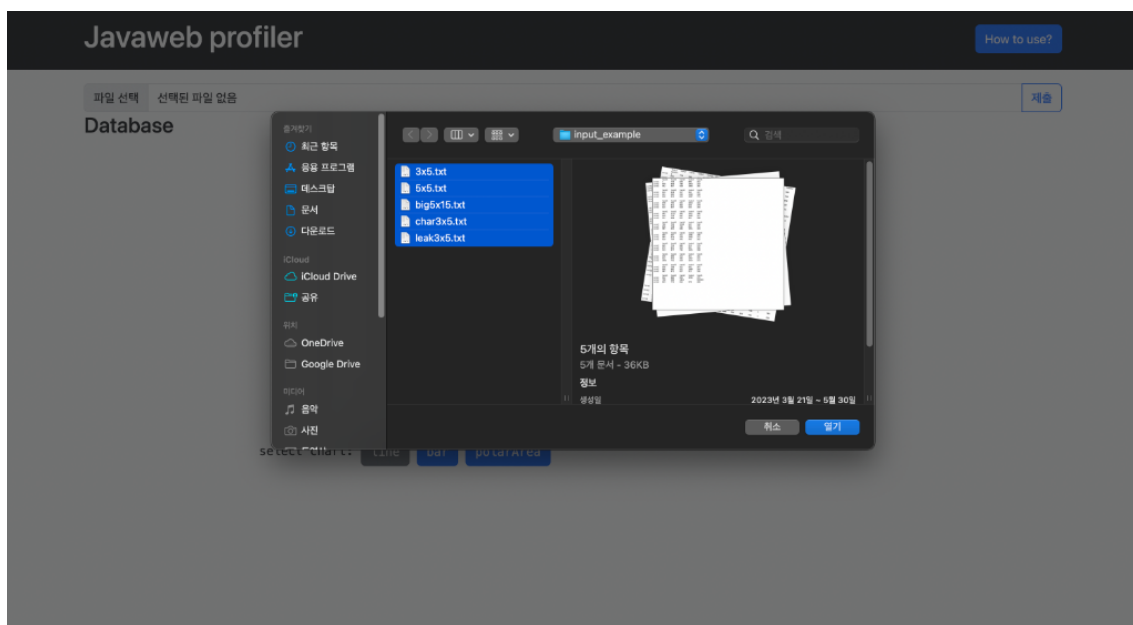 Javaweb profiler
How to use?
파일 선택 선택된 파일 없음
제출
Database
즐겨찾기
최근 항목
응용 프로그램
데스크탑
문서
다운로드
iCloud
iCloud Drive
공유
위치
OneDrive
Google Drive
미디어
음악
사진
input_example
검색
3x5.txt
5x5.txt
big5x15.txt
char3x5.txt
leak3x5.txt
5개의 항목
5개 문서 - 36KB
정보
생성일 2023년 3월 21일 ~ 5월 30일
취소 열기
select chart: line bar polarArea